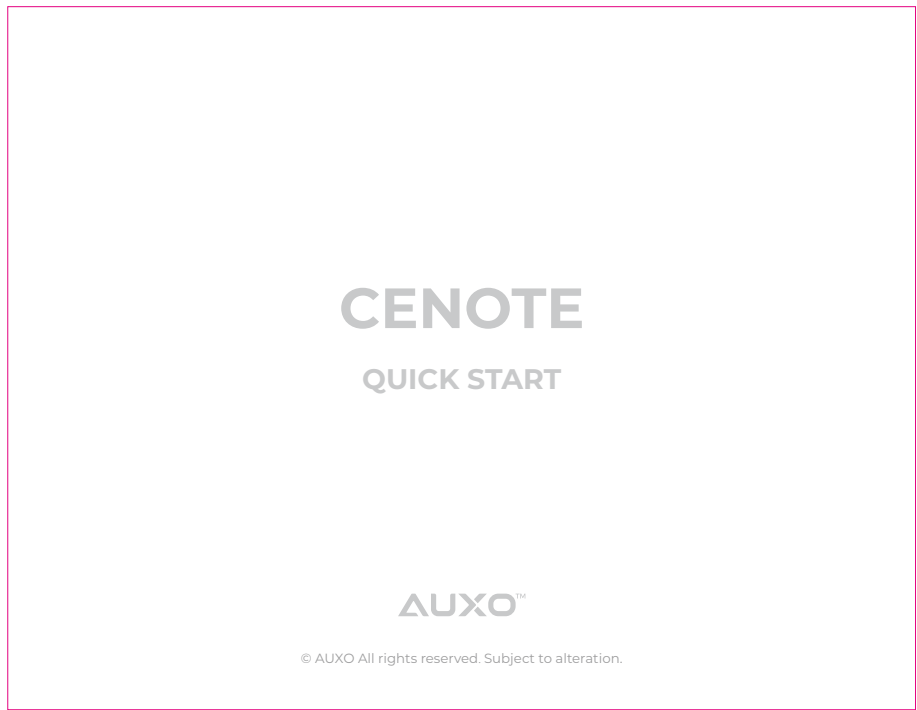 CENOTE
QUICK START
AUXO™
© AUXO All rights reserved. Subject to alteration.